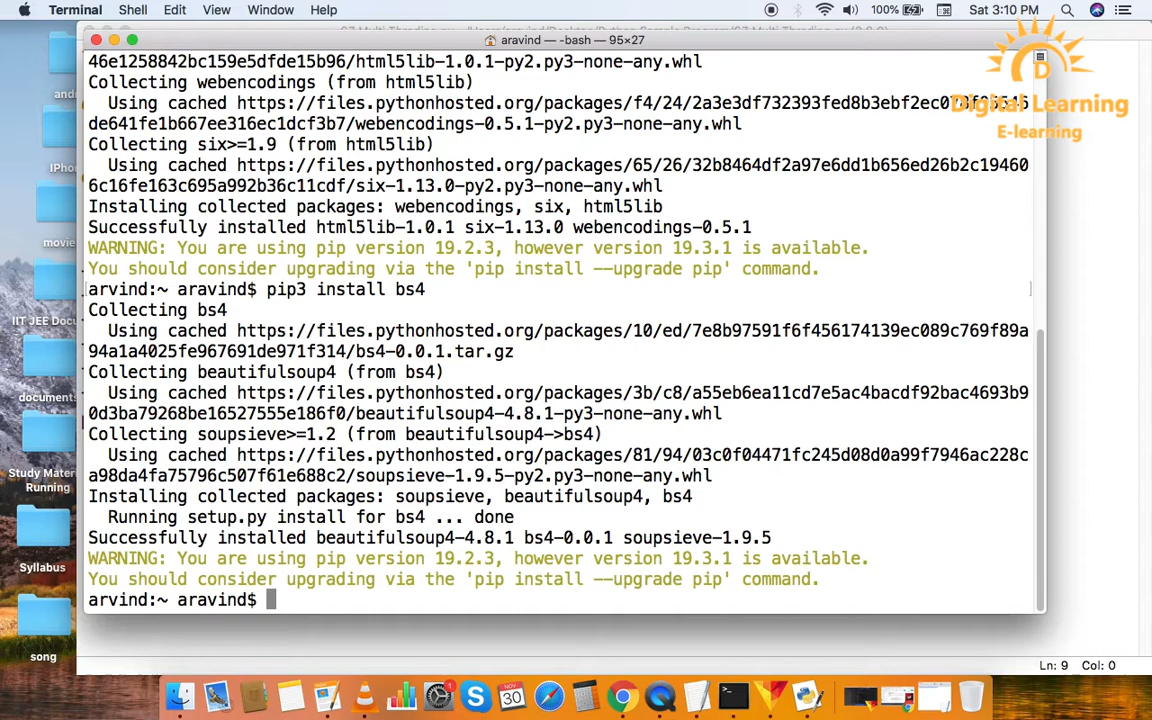 Terminal Shell Edit View Window Help 100% Sat 3:10 PM
aravind — -bash — 95×27
46e1258842bc159e5dfde15b96/html5lib-1.0.1-py2.py3-none-any.whl
Collecting webencodings (from html5lib)
Using cached https://files.pythonhosted.org/packages/f4/24/2a3e3df732393fed8b3ebf2ec0
de641fe1b667ee316ec1dcf3b7/webencodings-0.5.1-py2.py3-none-any.whl
Collecting six>=1.9 (from html5lib)
Using cached https://files.pythonhosted.org/packages/65/26/32b8464df2a97e6dd1b656ed26b2c19460
6c16fe163c695a992b36c11cdf/six-1.13.0-py2.py3-none-any.whl
Installing collected packages: webencodings, six, html5lib
Successfully installed html5lib-1.0.1 six-1.13.0 webencodings-0.5.1
WARNING: You are using pip version 19.2.3, however version 19.3.1 is available.
You should consider upgrading via the 'pip install --upgrade pip' command.
arvind:~ aravind$ pip3 install bs4
Collecting bs4
Using cached https://files.pythonhosted.org/packages/10/ed/7e8b97591f6f456174139ec089c769f89a
94a1a4025fe967691de971f314/bs4-0.0.1.tar.gz
Collecting beautifulsoup4 (from bs4)
Using cached https://files.pythonhosted.org/packages/3b/c8/a55eb6ea11cd7e5ac4bacdf92bac4693b9
0d3ba79268be16527555e186f0/beautifulsoup4-4.8.1-py3-none-any.whl
Collecting soupsieve>=1.2 (from beautifulsoup4->bs4)
Using cached https://files.pythonhosted.org/packages/81/94/03c0f04471fc245d08d0a99f7946ac228c
a98da4fa75796c507f61e688c2/soupsieve-1.9.5-py2.py3-none-any.whl
Installing collected packages: soupsieve, beautifulsoup4, bs4
Running setup.py install for bs4 ... done
Successfully installed beautifulsoup4-4.8.1 bs4-0.0.1 soupsieve-1.9.5
WARNING: You are using pip version 19.2.3, however version 19.3.1 is available.
You should consider upgrading via the 'pip install --upgrade pip' command.
arvind:~ aravind$
D
Digital Learning
E-learning
andr
IPhon
movie
IIT JEE Docu
documents
Study Mater
Running
Syllabus
song
Ln: 9 Col: 0
NOV
30
1